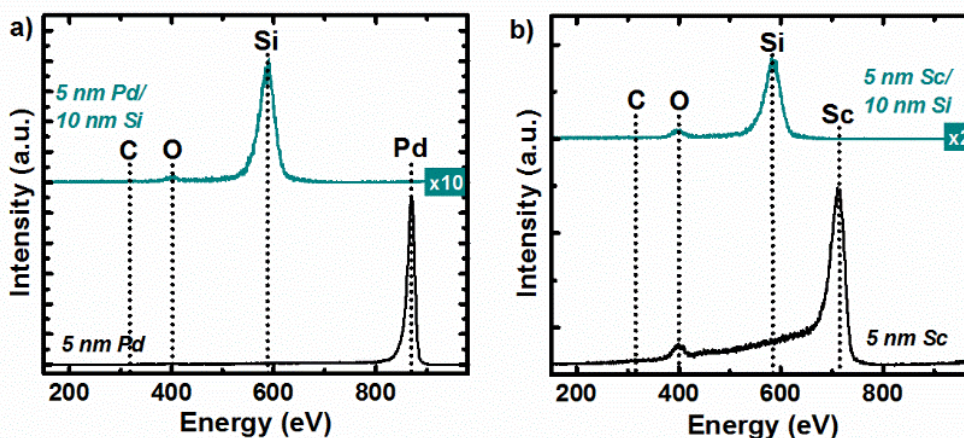 a)
Si
5 nm Pd/
10 nm Si
C
O
Pd
x10
5 nm Pd
Intensity (a.u.)
200
400
600
800
Energy (eV)
b)
Si
5 nm Sc/
10 nm Si
C
O
Sc
5 nm Sc
Intensity (a.u.)
200
400
600
800
Energy (eV)